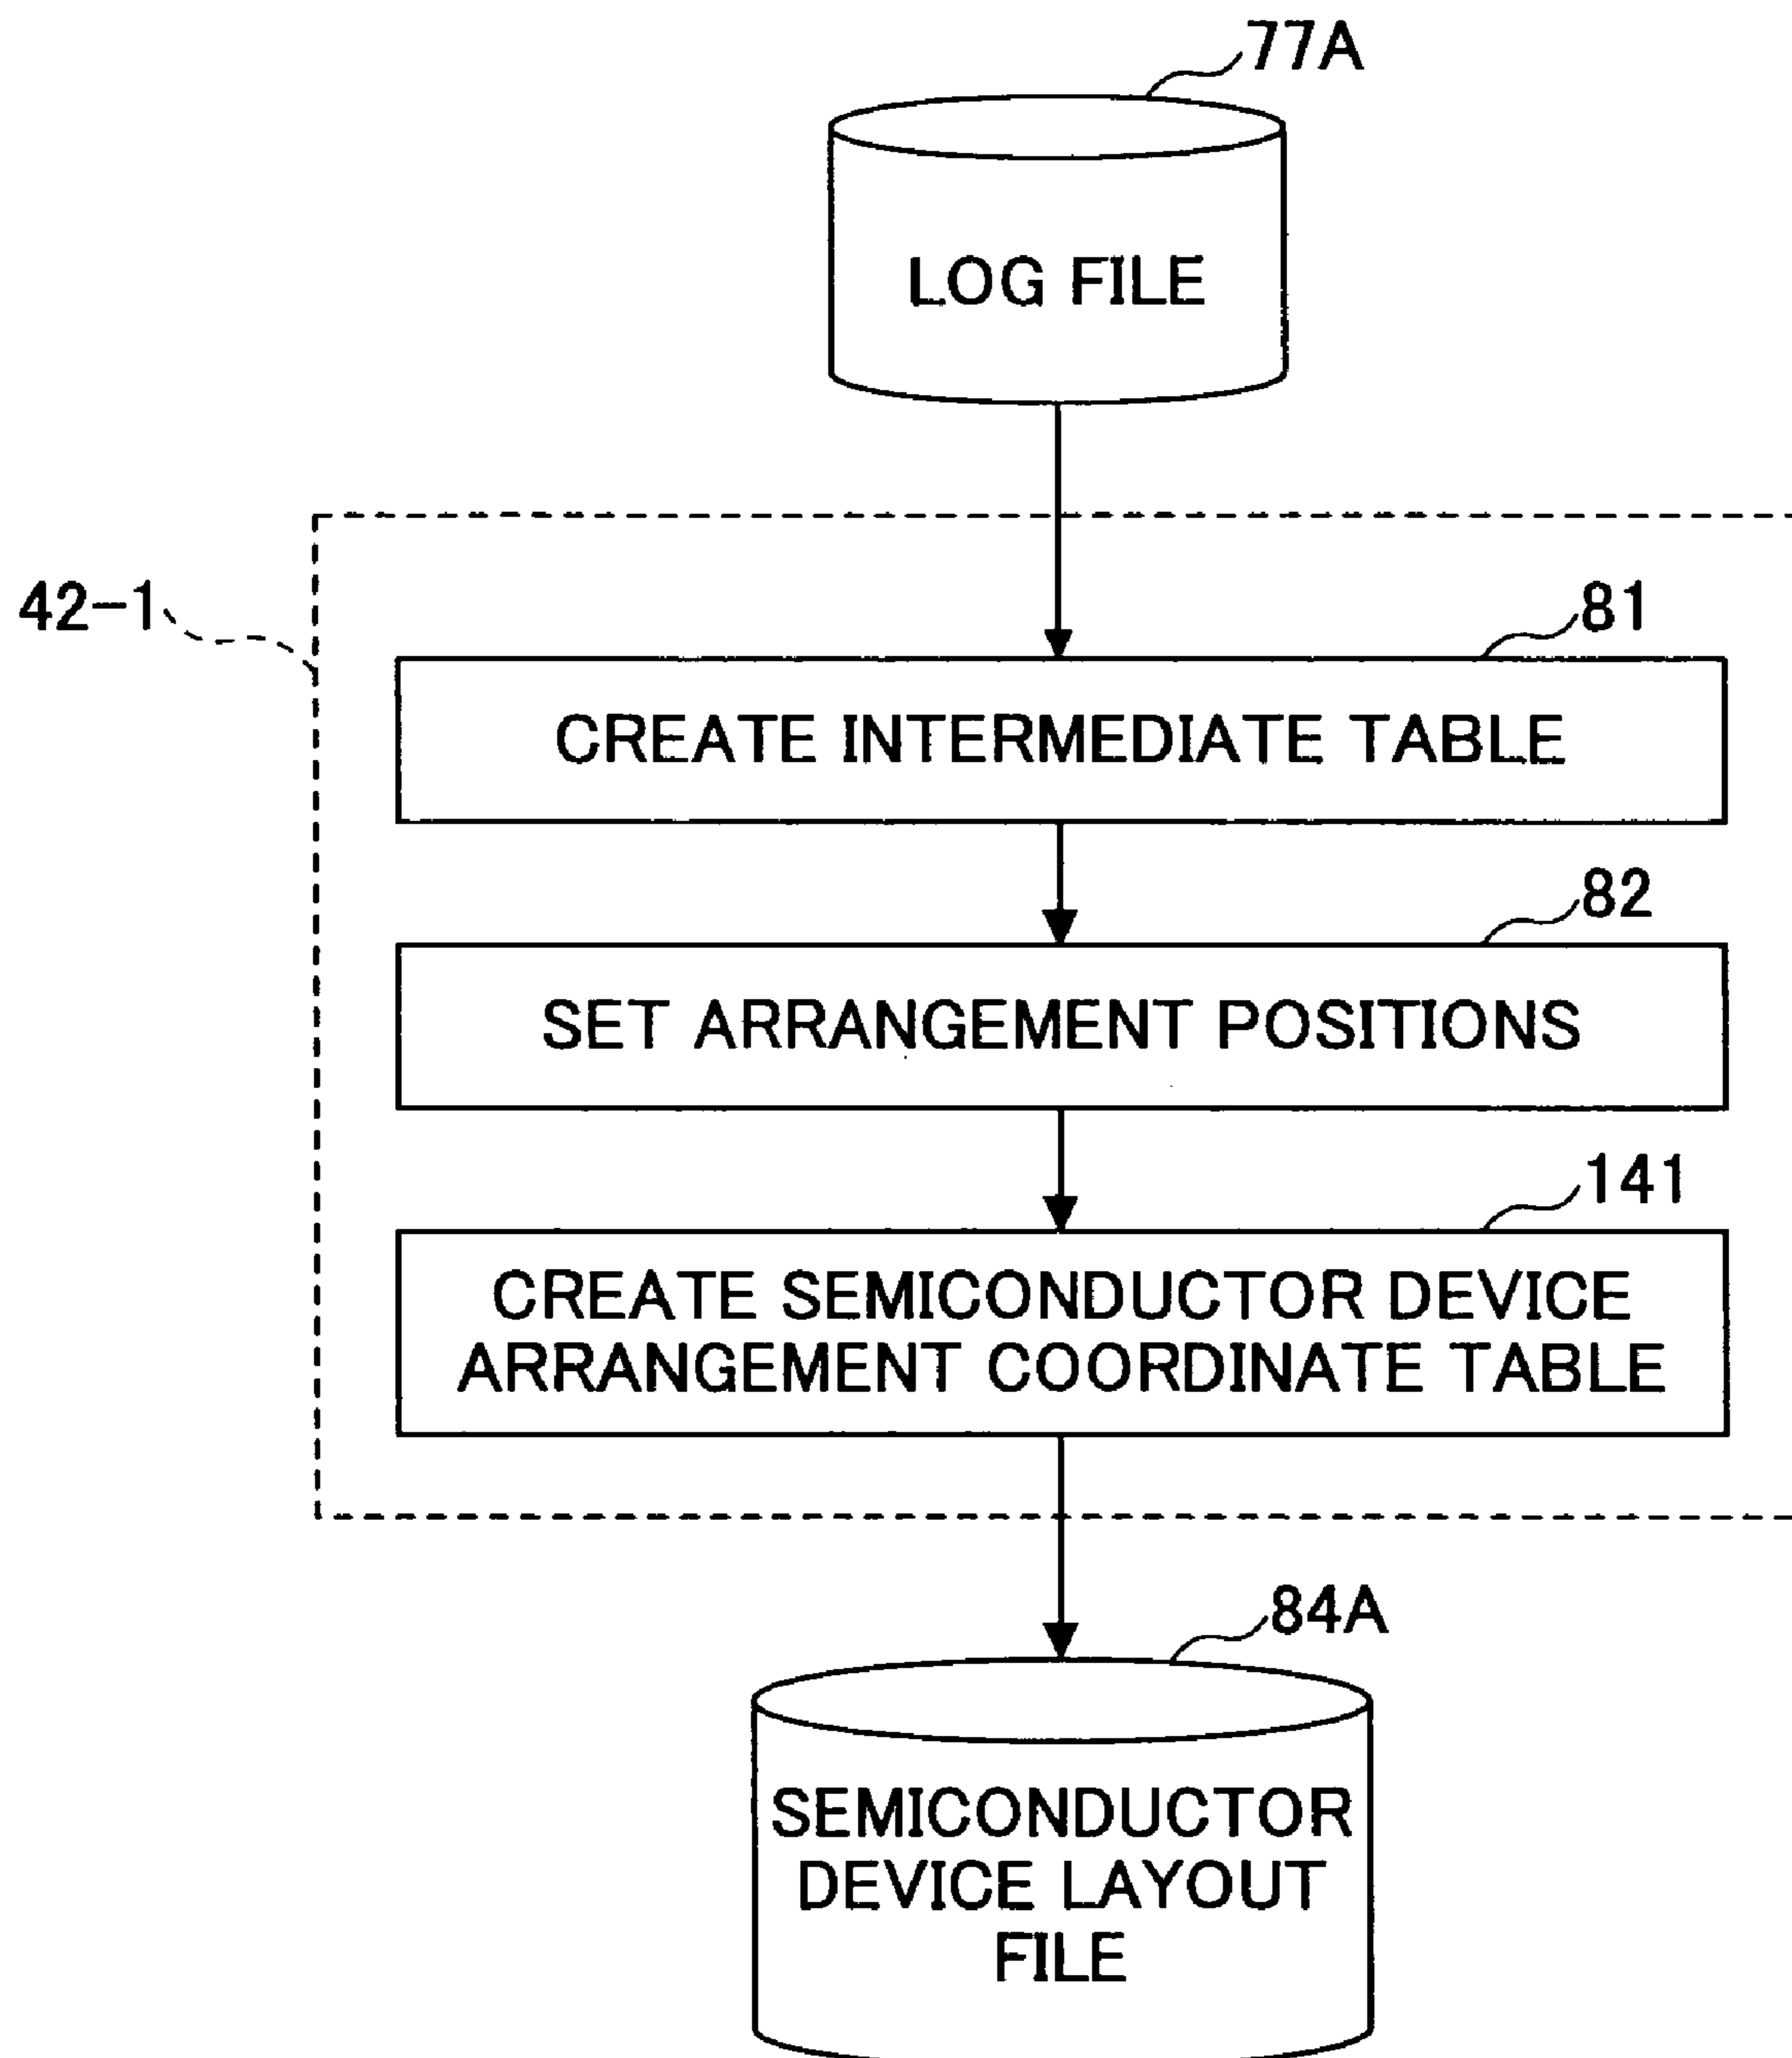 77A
LOG FILE
42-1
81
CREATE INTERMEDIATE TABLE
82
SET ARRANGEMENT POSITIONS
141
CREATE SEMICONDUCTOR DEVICE
ARRANGEMENT COORDINATE TABLE
84A
SEMICONDUCTOR
DEVICE LAYOUT
FILE